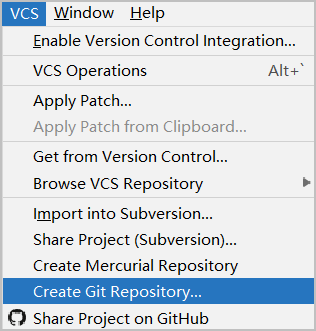 VCS Window Help
Enable Version Control Integration...
VCS Operations Alt+`
Apply Patch...
Apply Patch from Clipboard...
Get from Version Control...
Browse VCS Repository
Import into Subversion...
Share Project (Subversion)...
Create Mercurial Repository
Create Git Repository...
Share Project on GitHub